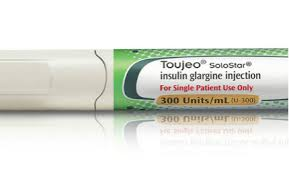 Toujeo® SoloStar®
insulin glargine injection
For Single Patient Use Only
300 Units/mL (U-300)